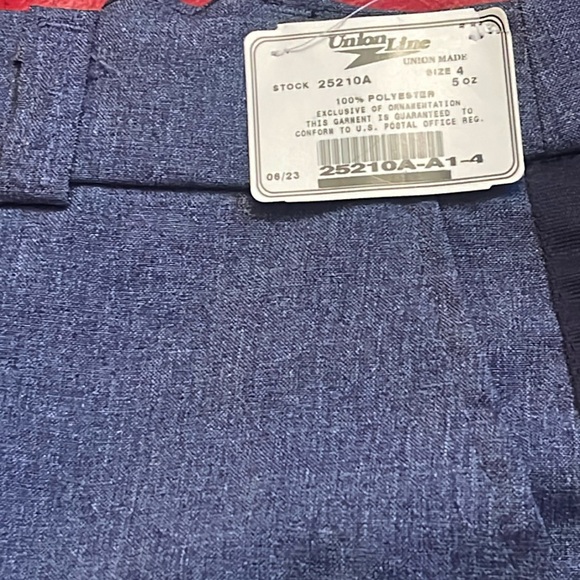 Union Line
UNION MADE
SIZE 4
STOCK 25210A 5 OZ
100% POLYESTER
EXCLUSIVE OF ORNAMENTATION
THIS GARMENT IS GUARANTEED TO
CONFORM TO U.S. POSTAL OFFICE REG.
06/23 25210A-A1-4